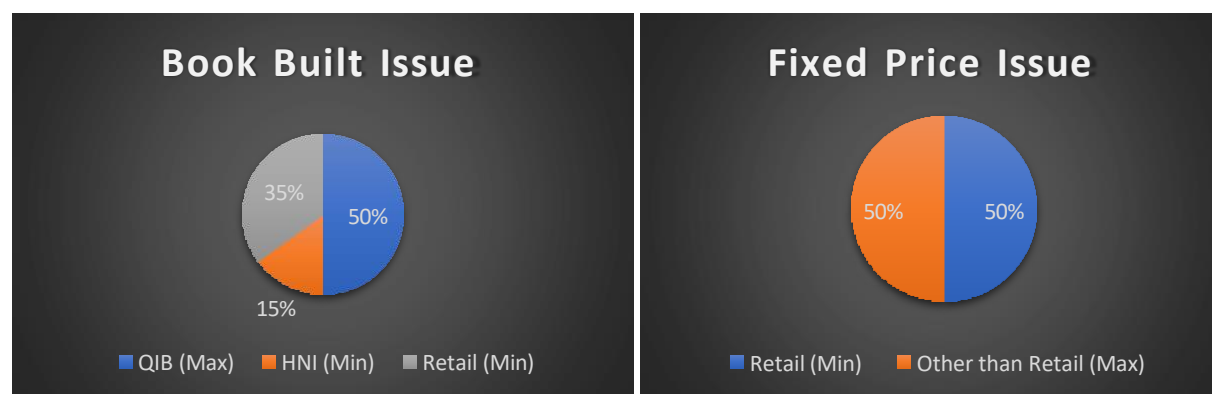 Book Built Issue
35%
50%
15%
QIB (Max) HNI (Min) Retail (Min)
Fixed Price Issue
50% 50%
Retail (Min) Other than Retail (Max)